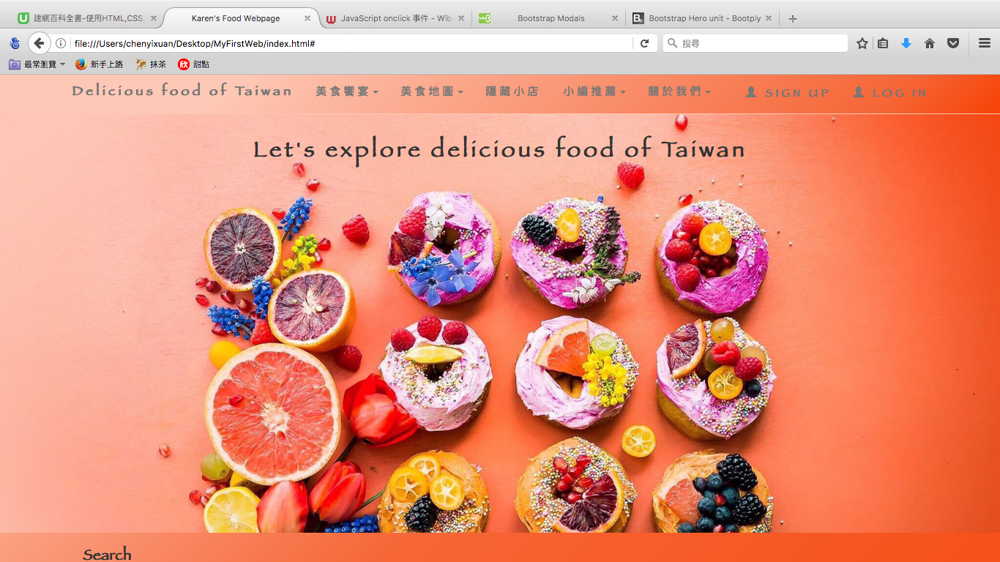 建網百科全書-使用HTML,CSS,
Karen's Food Webpage
JavaScript onclick 事件 - Wib
Bootstrap Modals
Bootstrap Hero unit - Bootply
file:///Users/chenyixuan/Desktop/MyFirstWeb/index.html#
搜尋
最常瀏覽
新手上路
抹茶
甜點
Delicious food of Taiwan
美食饗宴
美食地圖
隱藏小店
小編推薦
關於我們
SIGN UP
LOG IN
Let's explore delicious food of Taiwan
Search